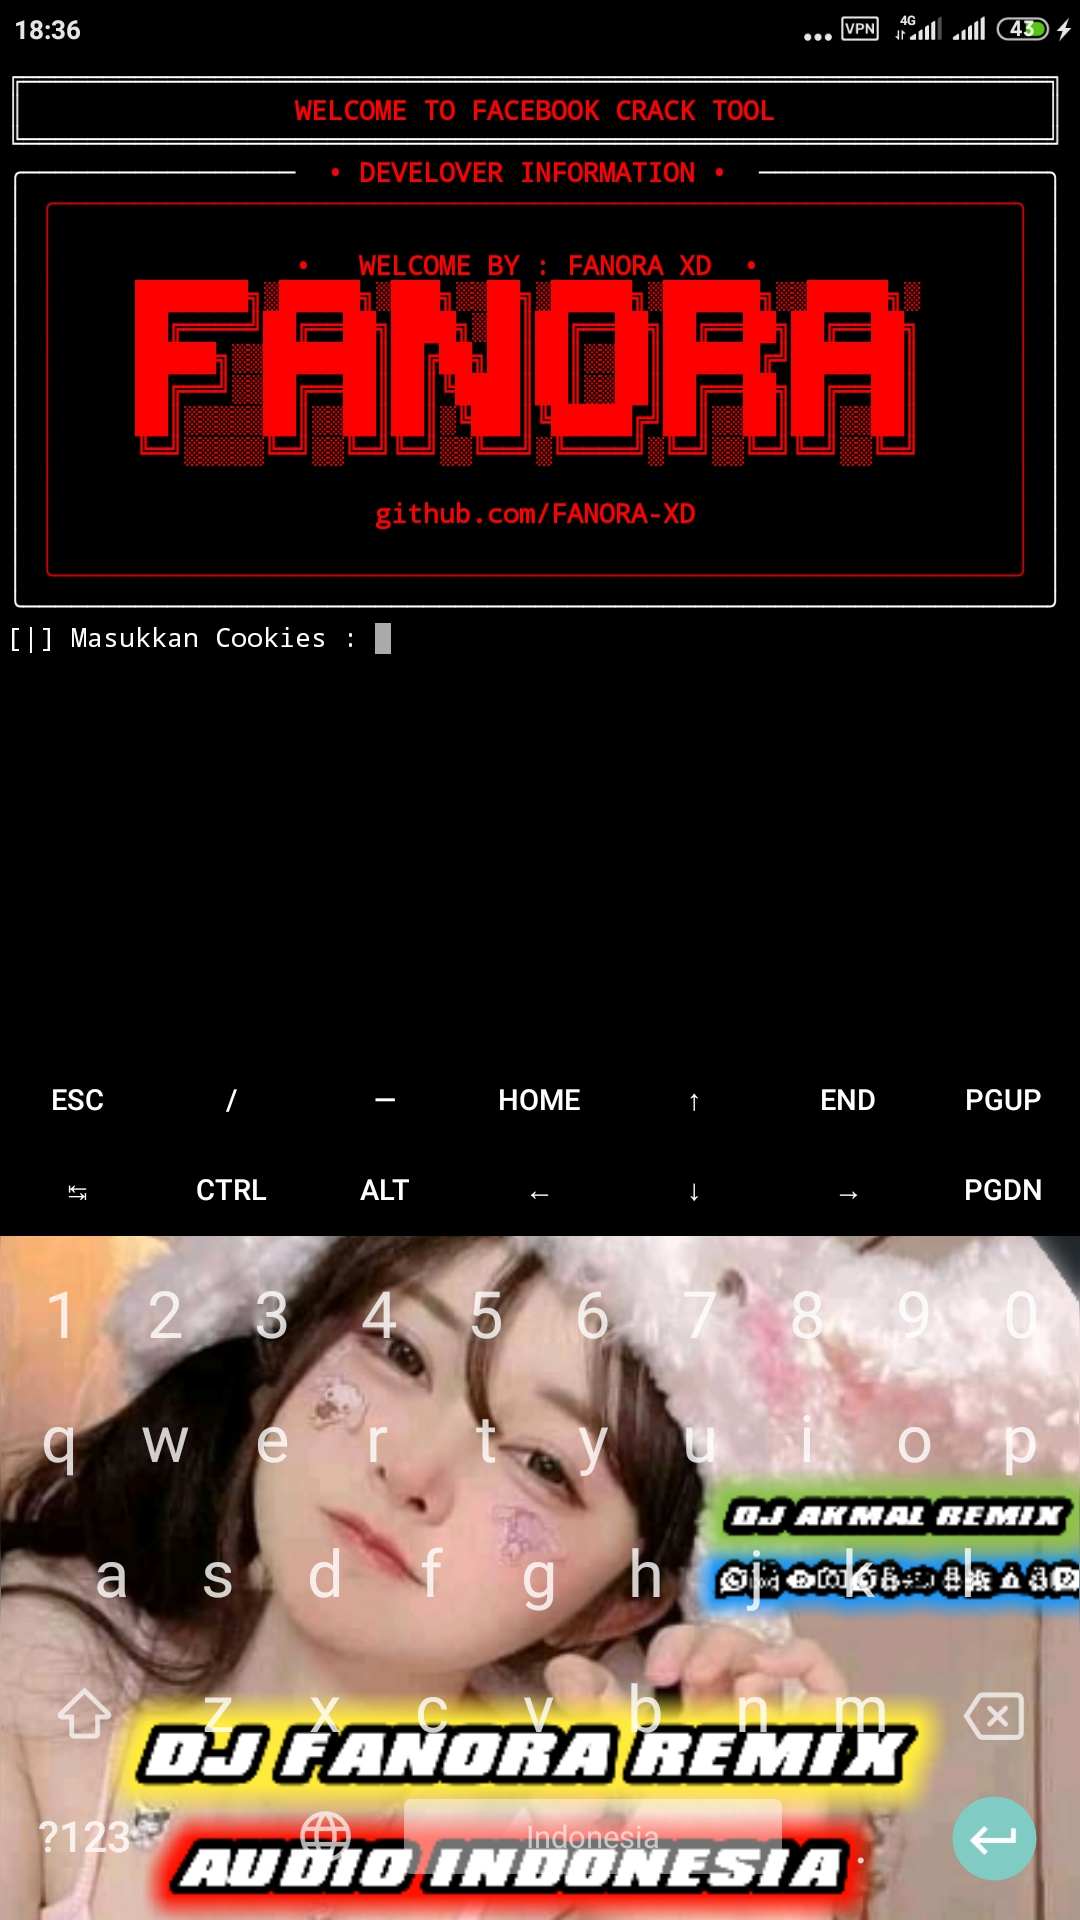 18:36
VPN 4G 43
WELCOME TO FACEBOOK CRACK TOOL
• DEVELOVER INFORMATION •
• WELCOME BY : FANORA XD •
FANORA
github.com/FANORA-XD
[|] Masukkan Cookies :
ESC / — HOME ↑ END PGUP
↹ CTRL ALT ← ↓ → PGDN
1 2 3 4 5 6 7 8 9 0
q w e r t y u i o p
DJ AKMAL REMIX
a s d f g h j k l
z x c v b n m
DJ FANORA REMIX
?123 Indonesia .
AUDIO INDONESIA